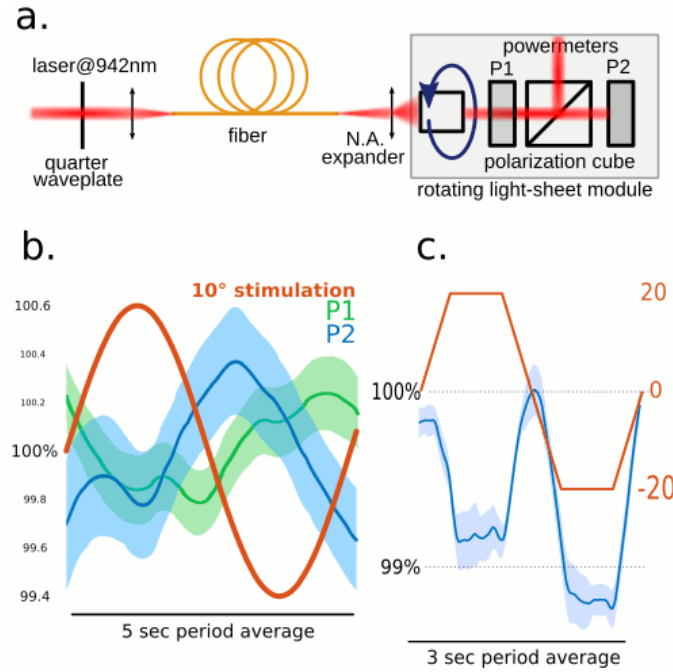 a.
laser@942nm
quarter
waveplate
fiber
N.A.
expander
powermeters
P1
P2
polarization cube
rotating light-sheet module
b.
10° stimulation
P1
P2
100.6
100.4
100.2
100%
99.8
99.6
99.4
5 sec period average
c.
20
100%
0
-20
99%
3 sec period average